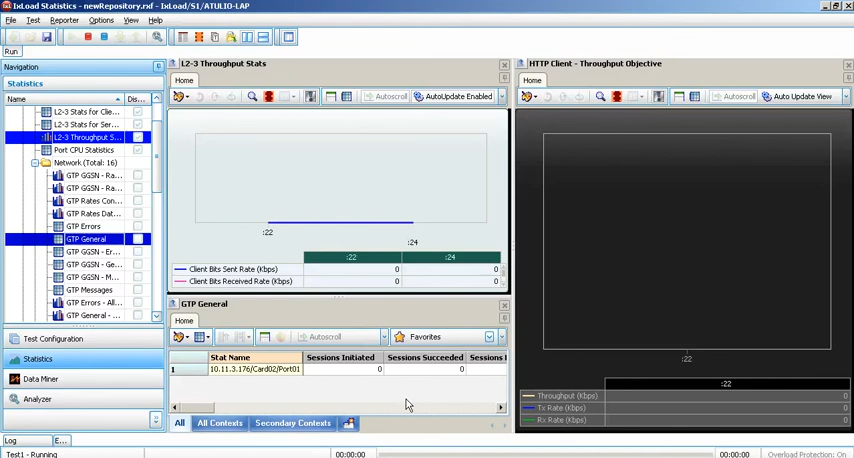 IxLoad Statistics - newRepository.rxf - IxLoad/S1/ATULIO-LAP
File Test Reporter Options View Help
Run
Navigation
Statistics
Name Dis...
L2-3 Stats for Clie...
L2-3 Stats for Ser...
L2-3 Throughput S...
Port CPU Statistics
Network (Total: 16)
GTP GGSN - Ra...
GTP GGSN - Ra...
GTP Rates Con...
GTP Rates Dat...
GTP Errors
GTP General
GTP GGSN - Er...
GTP GGSN - Ge...
GTP GGSN - M...
GTP Messages
GTP Errors - All...
GTP General - ...
Test Configuration
Statistics
Data Miner
Analyzer
Log E...
L2-3 Throughput Stats
Home
Autoscroll AutoUpdate Enabled
:22
:24
:22 :24
Client Bits Sent Rate (Kbps) 0 0
Client Bits Received Rate (Kbps) 0 0
GTP General
Home
Autoscroll Favorites
Stat Name Sessions Initiated Sessions Succeeded Sessions
1 10.11.3.176/Card02/Port01 0 0
All All Contexts Secondary Contexts
HTTP Client - Throughput Objective
Home
Autoscroll Auto Update View
:22
:22
Throughput (Kbps) 0
Tx Rate (Kbps) 0
Rx Rate (Kbps) 0
Test1 - Running 00:00:00 00:00:00 Overload Protection: On